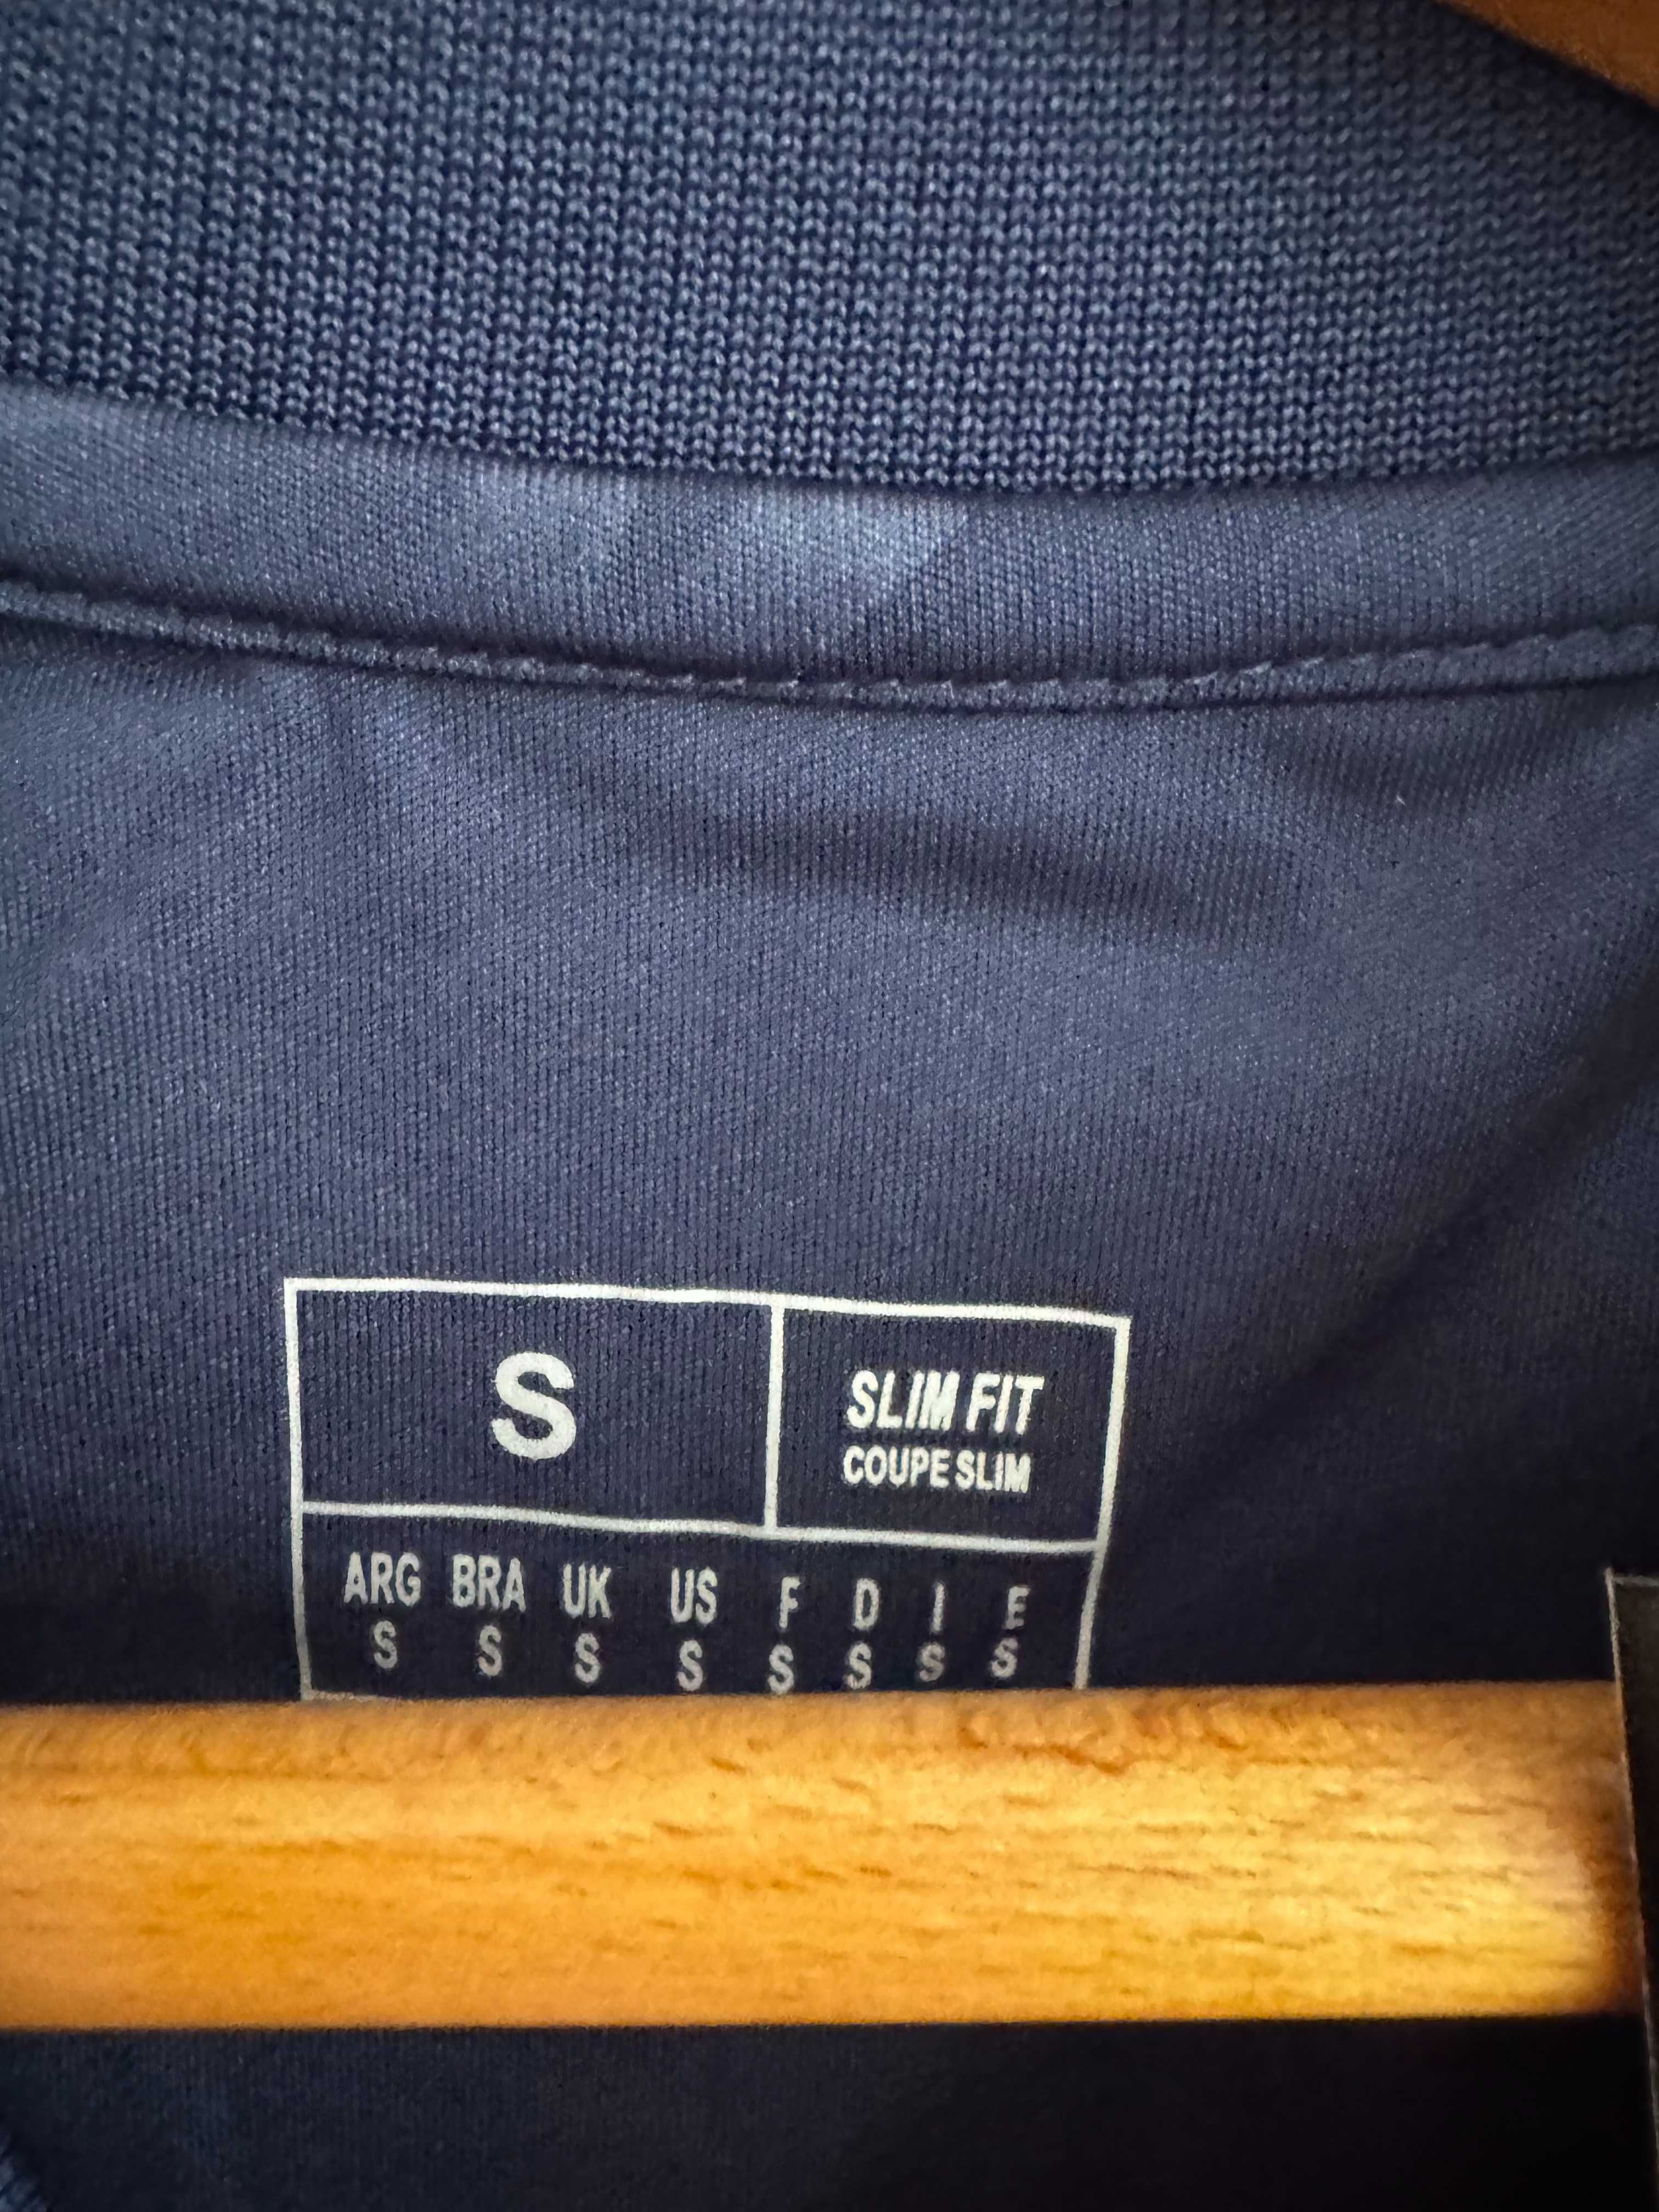 S
SLIM FIT
COUPE SLIM
ARG BRA UK US F D I E
S S S S S S S S